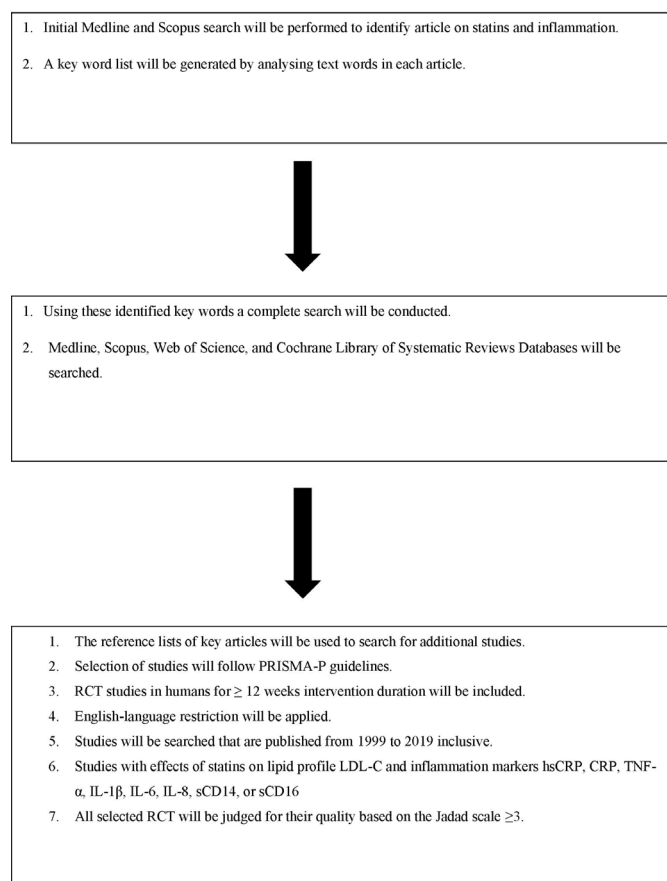 1. Initial Medline and Scopus search will be performed to identify article on statins and inflammation.
2. A key word list will be generated by analysing text words in each article.
1. Using these identified key words a complete search will be conducted.
2. Medline, Scopus, Web of Science, and Cochrane Library of Systematic Reviews Databases will be
searched.
1. The reference lists of key articles will be used to search for additional studies.
2. Selection of studies will follow PRISMA-P guidelines.
3. RCT studies in humans for ≥ 12 weeks intervention duration will be included.
4. English-language restriction will be applied.
5. Studies will be searched that are published from 1999 to 2019 inclusive.
6. Studies with effects of statins on lipid profile LDL-C and inflammation markers hsCRP, CRP, TNF-
α, IL-1β, IL-6, IL-8, sCD14, or sCD16
7. All selected RCT will be judged for their quality based on the Jadad scale ≥3.